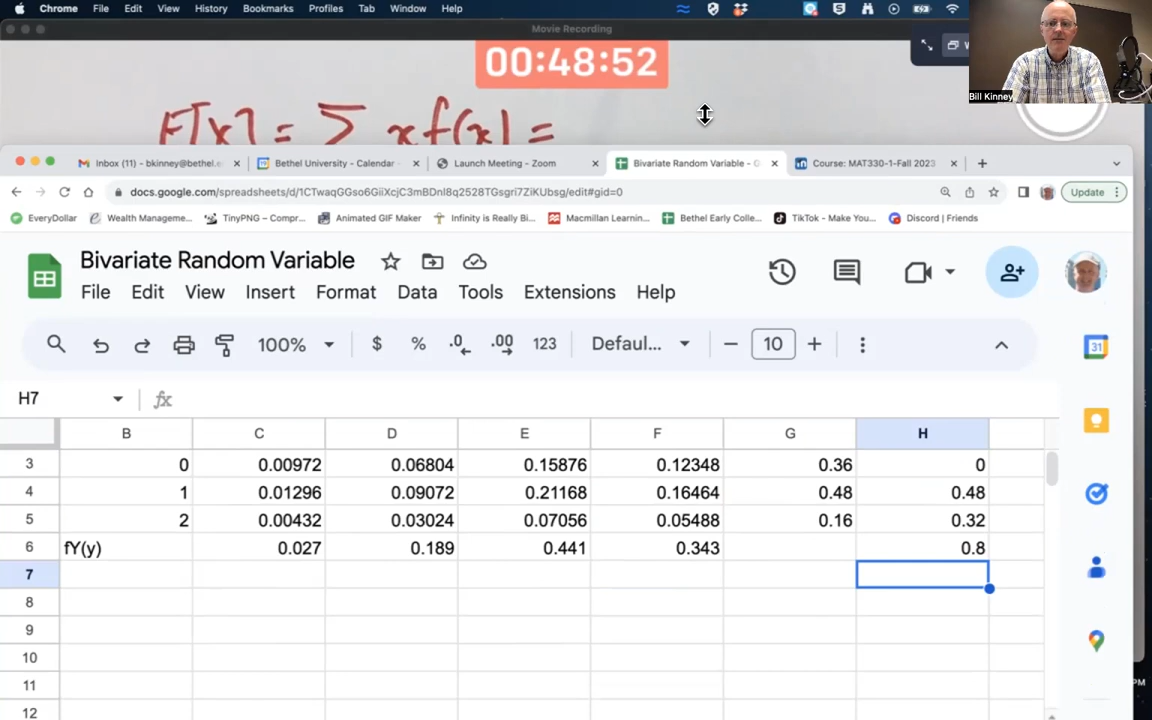 Chrome File Edit View History Bookmarks Profiles Tab Window Help
Movie Recording
00:48:52
E[X] = Σ x f(x) =
Bill Kinney
Inbox (11) - bkinney@bethel.e
Bethel University - Calendar -
Launch Meeting - Zoom
Bivariate Random Variable - G
Course: MAT330-1-Fall 2023
docs.google.com/spreadsheets/d/1CTwaqGGso6GiiXcjC3mBDnl8q2528TGsgri7ZiKUbsg/edit#gid=0
Update
EveryDollar Wealth Manageme... TinyPNG – Compr... Animated GIF Maker Infinity is Really Bi... Macmillan Learnin... Bethel Early Colle... TikTok - Make You... Discord | Friends
Bivariate Random Variable
File Edit View Insert Format Data Tools Extensions Help
100% $ % .0 .00 123 Defaul... 10
31
H7 fx
B C D E F G H
3 0 0.00972 0.06804 0.15876 0.12348 0.36 0
4 1 0.01296 0.09072 0.21168 0.16464 0.48 0.48
5 2 0.00432 0.03024 0.07056 0.05488 0.16 0.32
6 fY(y) 0.027 0.189 0.441 0.343 0.8
7
8
9
10
11
12
PM